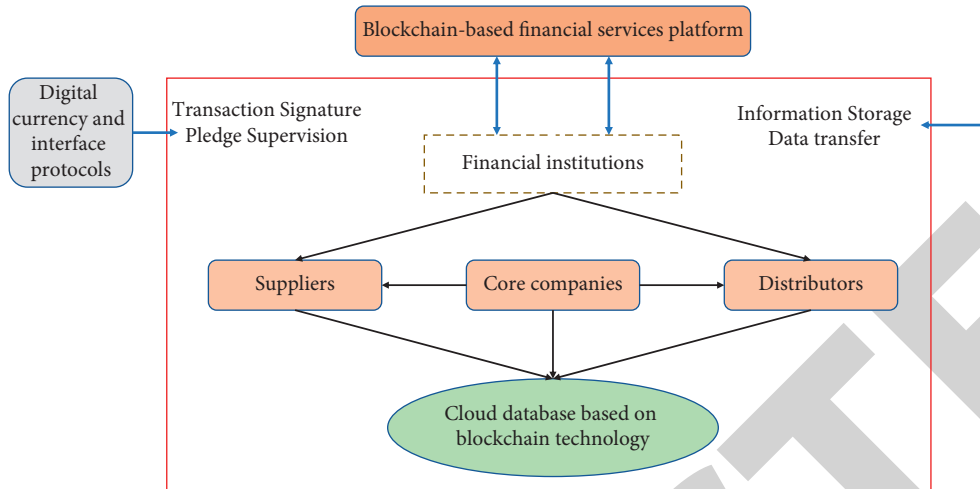 Blockchain-based financial services platform
Digital
currency and
interface
protocols
Transaction Signature
Pledge Supervision
Information Storage
Data transfer
Financial institutions
Suppliers
Core companies
Distributors
Cloud database based on
blockchain technology